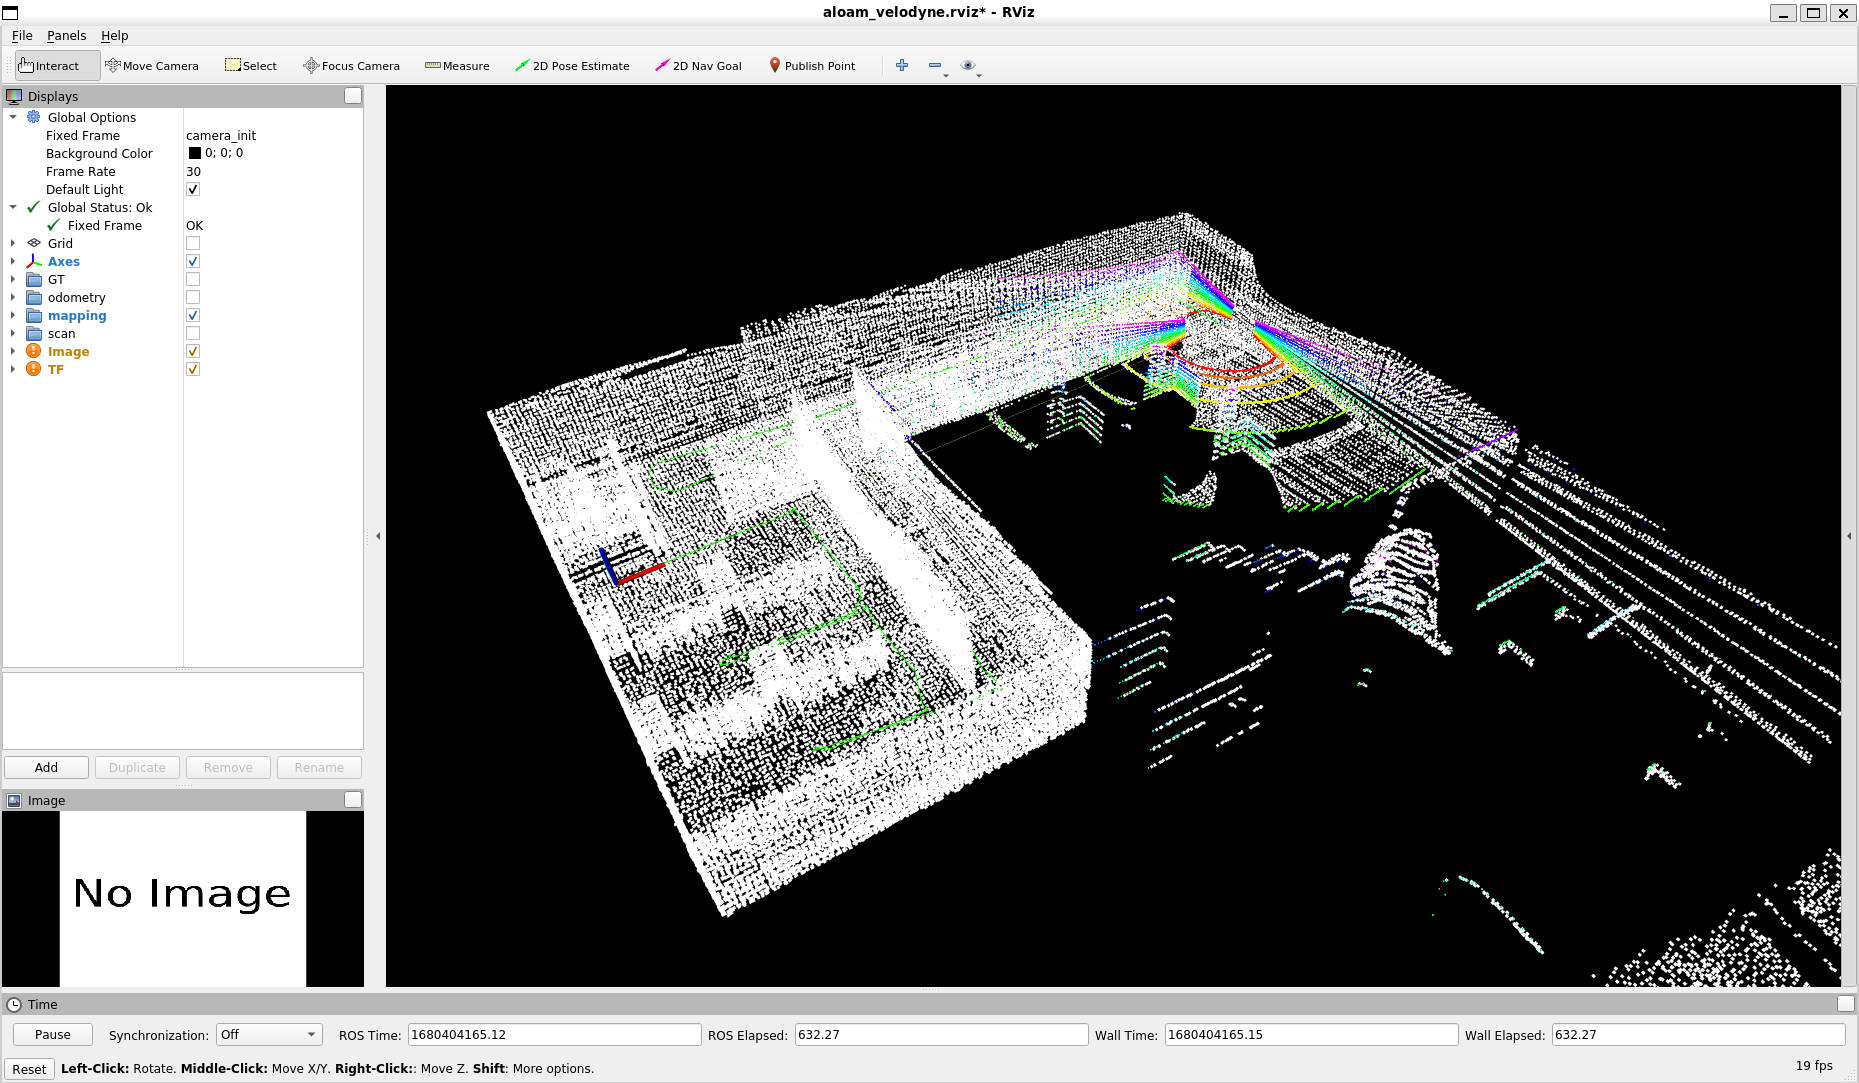 aloam_velodyne.rviz* - RViz
File Panels Help
Interact Move Camera Select Focus Camera Measure 2D Pose Estimate 2D Nav Goal Publish Point
Displays
Global Options
Fixed Frame camera_init
Background Color 0; 0; 0
Frame Rate 30
Default Light
Global Status: Ok
Fixed Frame OK
Grid
Axes
GT
odometry
mapping
scan
Image
TF
Add Duplicate Remove Rename
Image
No Image
Time
Pause Synchronization: Off ROS Time: 1680404165.12 ROS Elapsed: 632.27 Wall Time: 1680404165.15 Wall Elapsed: 632.27
Reset Left-Click: Rotate. Middle-Click: Move X/Y. Right-Click:: Move Z. Shift: More options. 19 fps